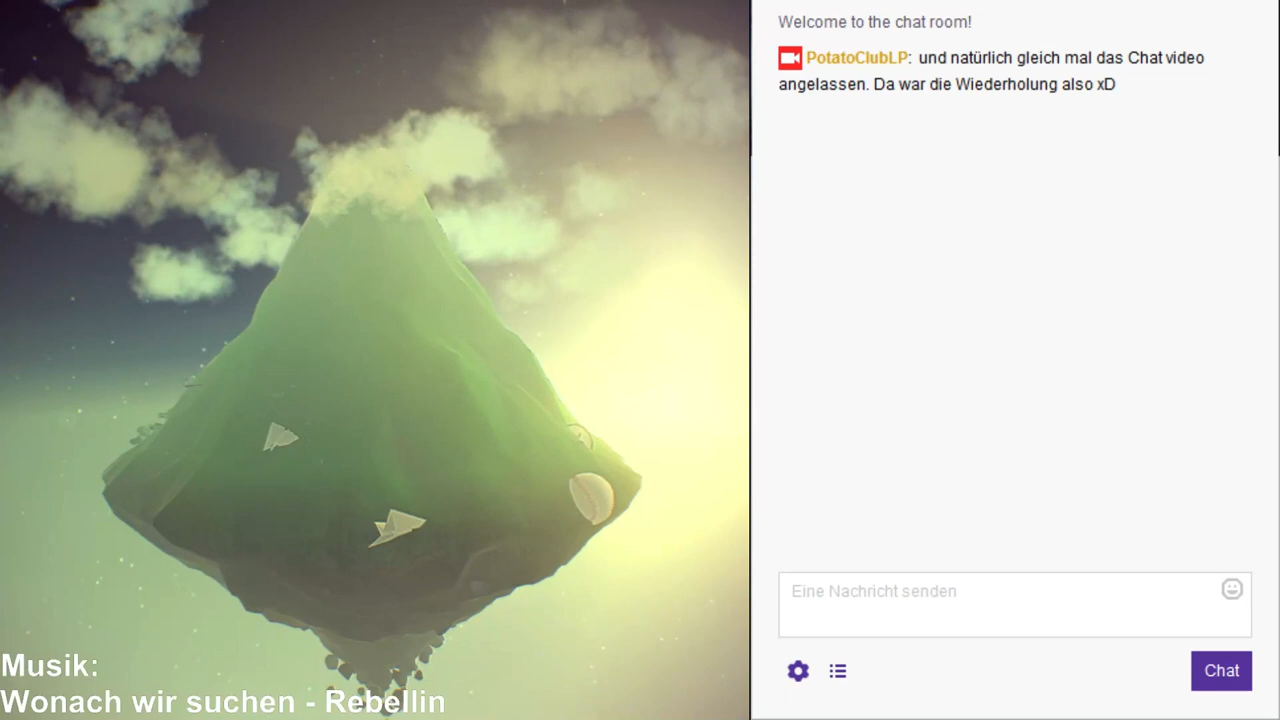 Welcome to the chat room!
PotatoClubLP: und natürlich gleich mal das Chat video
angelassen. Da war die Wiederholung also xD
Eine Nachricht senden
Chat
Musik:
Wonach wir suchen - Rebellin